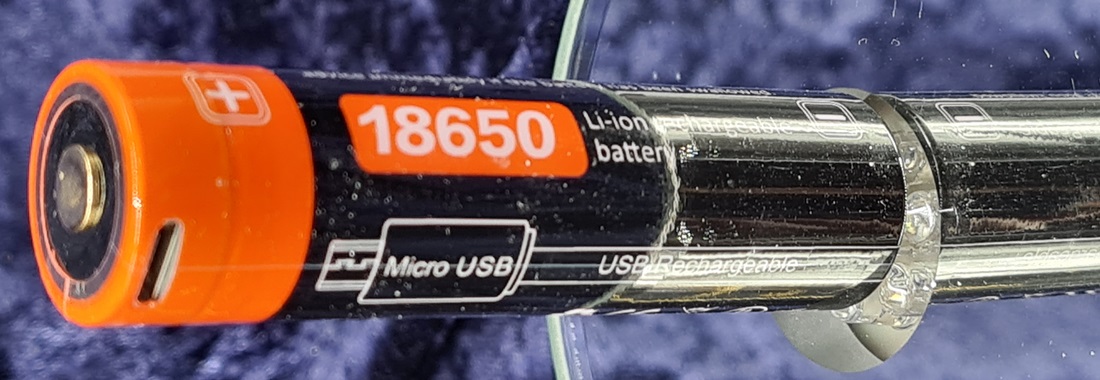 +
18650
Li-ion rechargeable
battery
Micro USB
USB Rechargeable